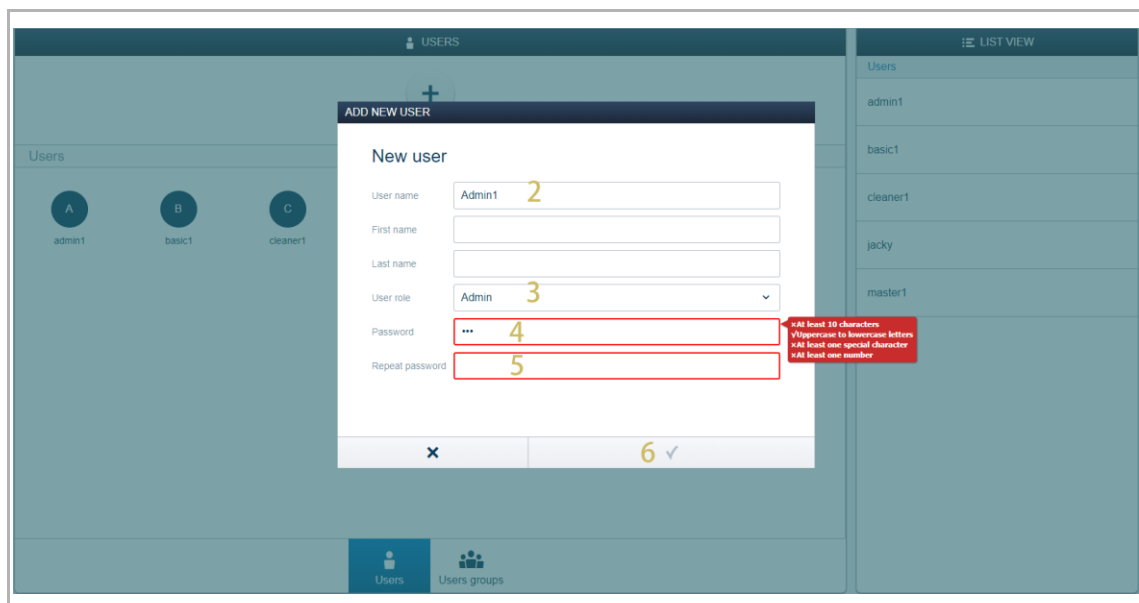 USERS
LIST VIEW
Users
admin1
basic1
cleaner1
jacky
master1
Users
A
B
C
admin1
basic1
cleaner1
ADD NEW USER
New user
User name
Admin1
2
First name
Last name
User role
Admin
3
Password
•••
4
×At least 10 characters
√Uppercase to lowercase letters
×At least one special character
×At least one number
Repeat password
5
6
Users
Users groups